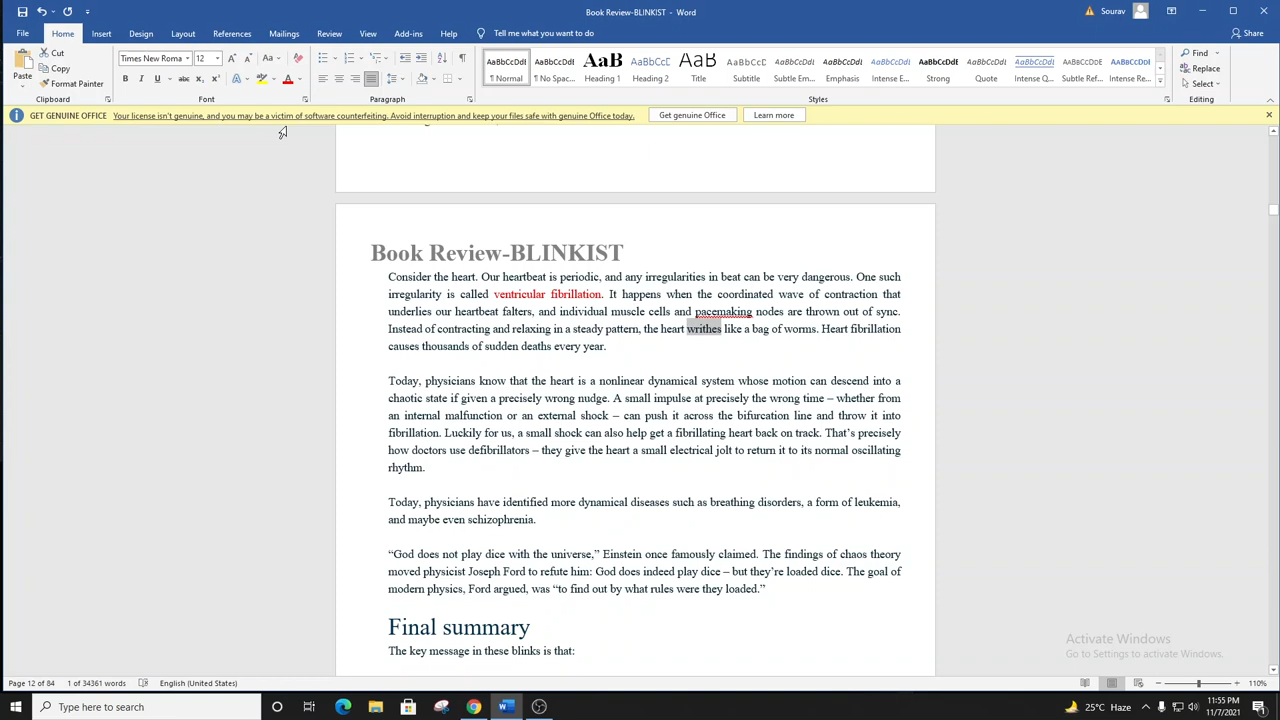 Book Review-BLINKIST - Word
Sourav
File Home Insert Design Layout References Mailings Review View Add-ins Help Tell me what you want to do Share
Paste
Cut
Copy
Format Painter
Clipboard
Times New Roma 12
Font
Paragraph
AaBbCcDdI ¶ Normal
AaBbCcDdI ¶ No Spac...
AaB Heading 1
AaBbCcDc Heading 2
AaB Title
AaBbCcDd Subtitle
AaBbCcDdI Subtle Em...
AaBbCcDdI Emphasis
AaBbCcDdI Intense E...
AaBbCcDdl Strong
AaBbCcDdI Quote
AaBbCcDdI Intense Q...
AaBbCcDdE Subtle Ref...
AaBbCcDdI Intense Re...
Styles
Find
Replace
Select
Editing
GET GENUINE OFFICE Your license isn't genuine, and you may be a victim of software counterfeiting. Avoid interruption and keep your files safe with genuine Office today. Get genuine Office Learn more
Book Review-BLINKIST
Consider the heart. Our heartbeat is periodic, and any irregularities in beat can be very dangerous. One such
irregularity is called ventricular fibrillation. It happens when the coordinated wave of contraction that
underlies our heartbeat falters, and individual muscle cells and pacemaking nodes are thrown out of sync.
Instead of contracting and relaxing in a steady pattern, the heart writhes like a bag of worms. Heart fibrillation
causes thousands of sudden deaths every year.
Today, physicians know that the heart is a nonlinear dynamical system whose motion can descend into a
chaotic state if given a precisely wrong nudge. A small impulse at precisely the wrong time – whether from
an internal malfunction or an external shock – can push it across the bifurcation line and throw it into
fibrillation. Luckily for us, a small shock can also help get a fibrillating heart back on track. That’s precisely
how doctors use defibrillators – they give the heart a small electrical jolt to return it to its normal oscillating
rhythm.
Today, physicians have identified more dynamical diseases such as breathing disorders, a form of leukemia,
and maybe even schizophrenia.
“God does not play dice with the universe,” Einstein once famously claimed. The findings of chaos theory
moved physicist Joseph Ford to refute him: God does indeed play dice – but they’re loaded dice. The goal of
modern physics, Ford argued, was “to find out by what rules were they loaded.”
Final summary
The key message in these blinks is that:
Activate Windows
Go to Settings to activate Windows.
Page 12 of 84 1 of 34361 words English (United States) 110%
Type here to search
25°C Haze
11:55 PM
11/7/2021